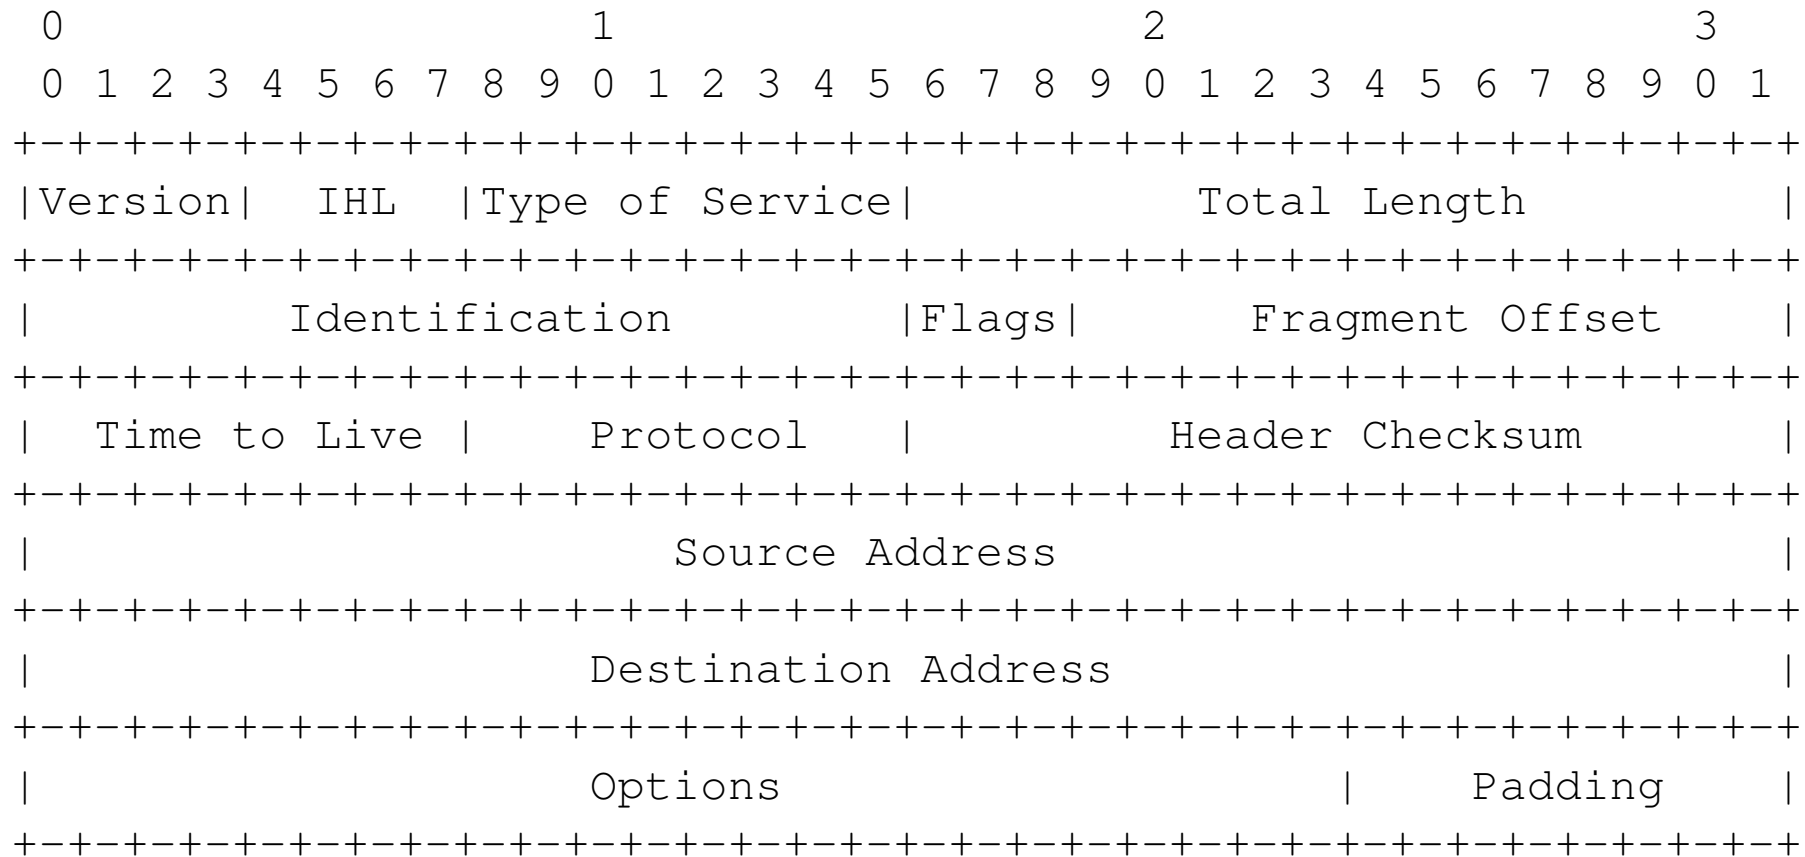 0                   1                   2                   3
 0 1 2 3 4 5 6 7 8 9 0 1 2 3 4 5 6 7 8 9 0 1 2 3 4 5 6 7 8 9 0 1
+-+-+-+-+-+-+-+-+-+-+-+-+-+-+-+-+-+-+-+-+-+-+-+-+-+-+-+-+-+-+-+-+
|Version|  IHL  |Type of Service|          Total Length         |
+-+-+-+-+-+-+-+-+-+-+-+-+-+-+-+-+-+-+-+-+-+-+-+-+-+-+-+-+-+-+-+-+
|         Identification        |Flags|      Fragment Offset    |
+-+-+-+-+-+-+-+-+-+-+-+-+-+-+-+-+-+-+-+-+-+-+-+-+-+-+-+-+-+-+-+-+
|  Time to Live |    Protocol   |         Header Checksum       |
+-+-+-+-+-+-+-+-+-+-+-+-+-+-+-+-+-+-+-+-+-+-+-+-+-+-+-+-+-+-+-+-+
|                       Source Address                          |
+-+-+-+-+-+-+-+-+-+-+-+-+-+-+-+-+-+-+-+-+-+-+-+-+-+-+-+-+-+-+-+-+
|                    Destination Address                        |
+-+-+-+-+-+-+-+-+-+-+-+-+-+-+-+-+-+-+-+-+-+-+-+-+-+-+-+-+-+-+-+-+
|                    Options                    |    Padding    |
+-+-+-+-+-+-+-+-+-+-+-+-+-+-+-+-+-+-+-+-+-+-+-+-+-+-+-+-+-+-+-+-+